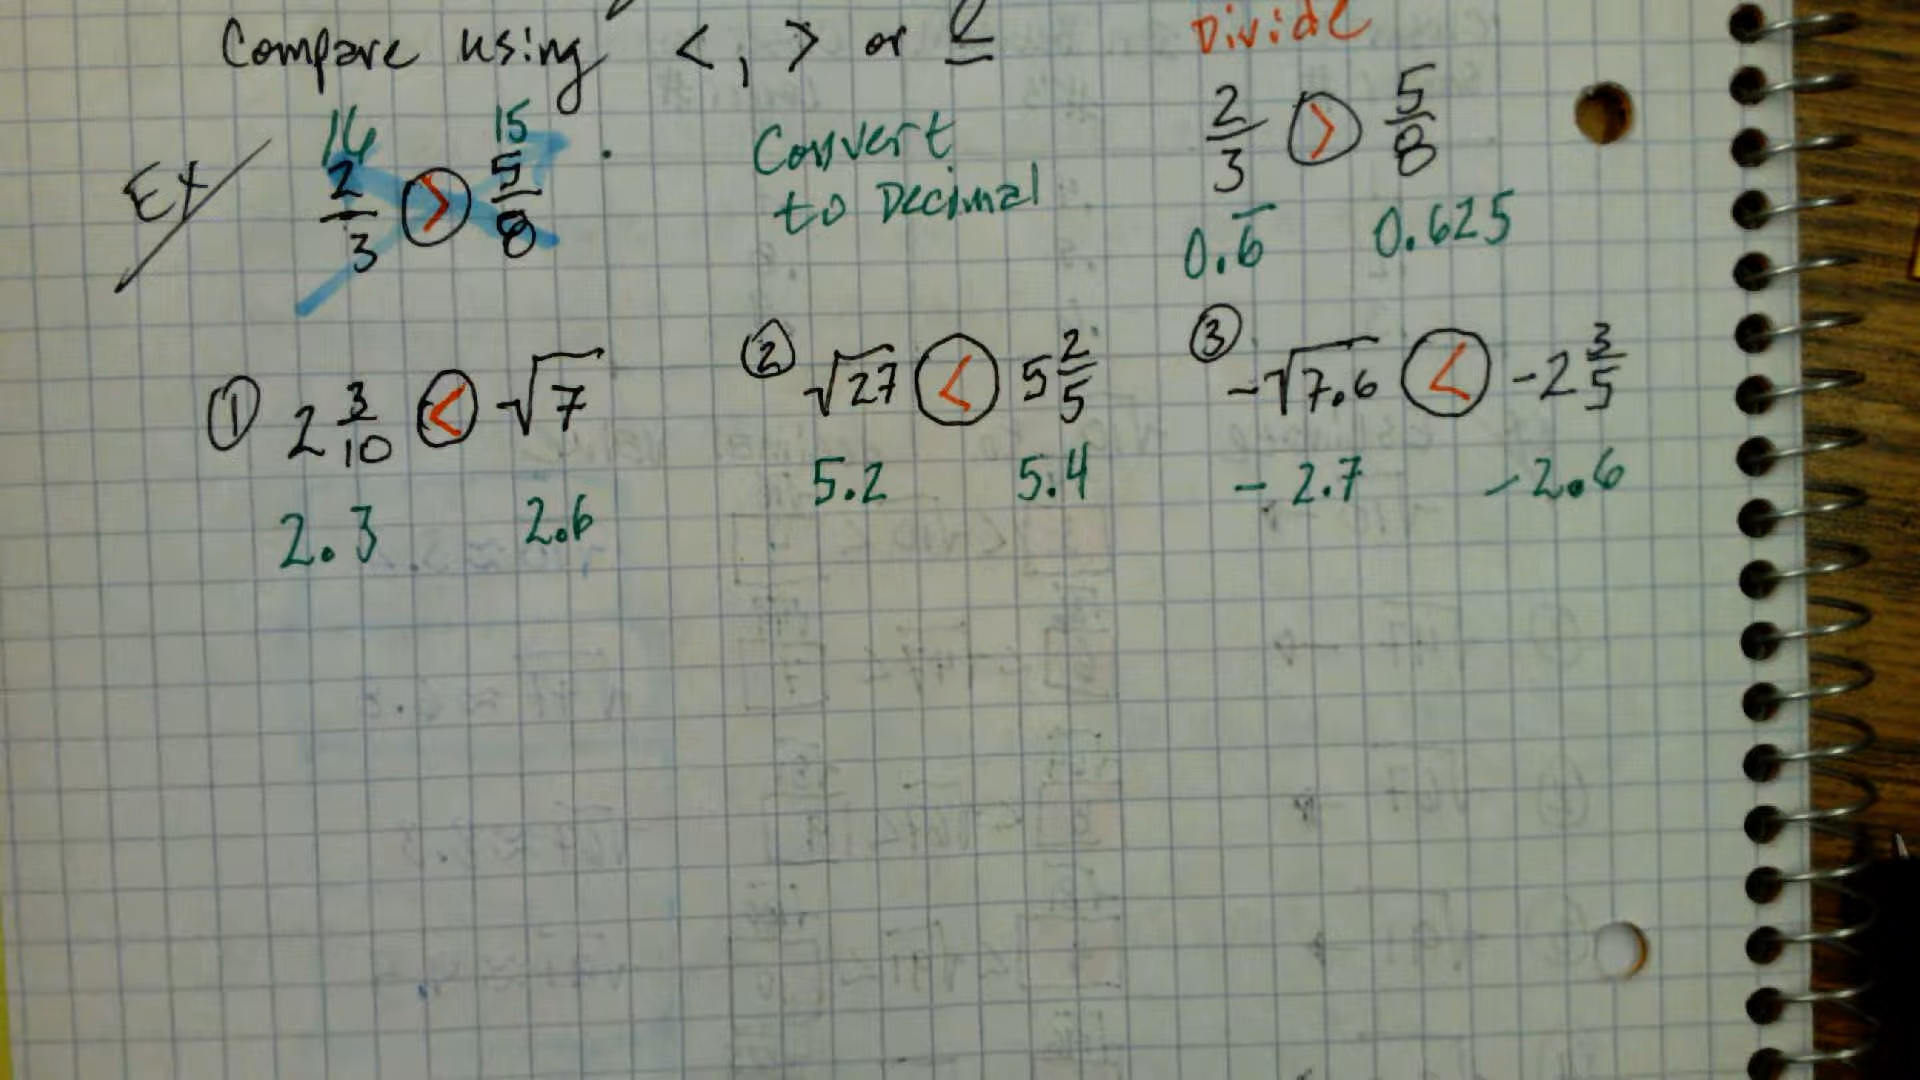 Compare using <, > or =
Divide
16 15
Ex 2/3 > 5/8 .
Convert
to Decimal
2/3 > 5/8
0.6̅ 0.625
① 2 3/10 < √7
2.3 2.6
② √27 < 5 2/5
5.2 5.4
③ -√7.6 < -2 3/5
-2.7 -2.6